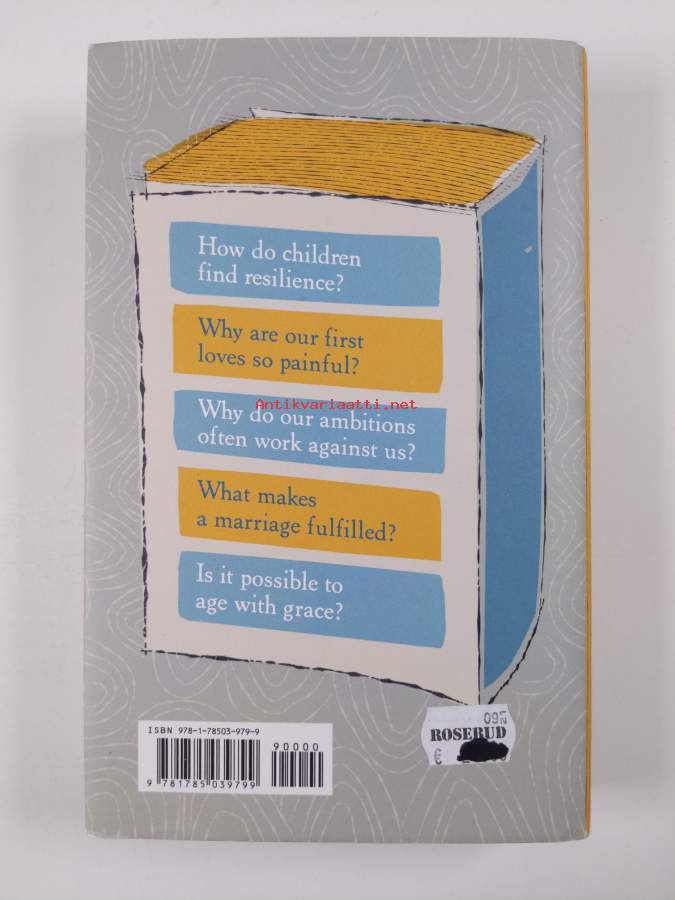 How do children
find resilience?
Why are our first
loves so painful?
Antikvariaatti.net
Why do our ambitions
often work against us?
What makes
a marriage fulfilled?
Is it possible to
age with grace?
ISBN 978-1-78503-979-9
90000
9 781785 039799
ROSEBUD
€